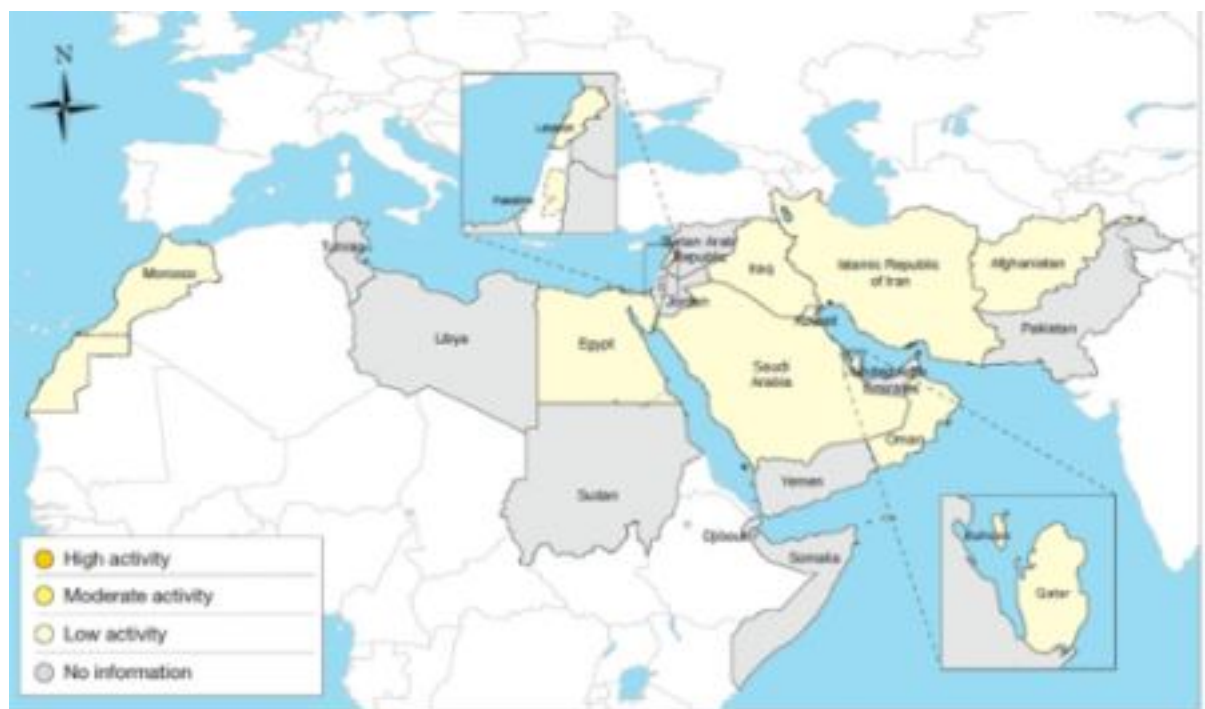 N
Lebanon
Palestine
Tunisia
Syrian Arab
Republic
Morocco
Iraq
Islamic Republic
of Iran
Afghanistan
Jordan
Kuwait
Pakistan
Libya
Egypt
Saudi
Arabia
United Arab
Emirates
Oman
Sudan
Yemen
Djibouti
Somalia
Bahrain
Qatar
High activity
Moderate activity
Low activity
No information